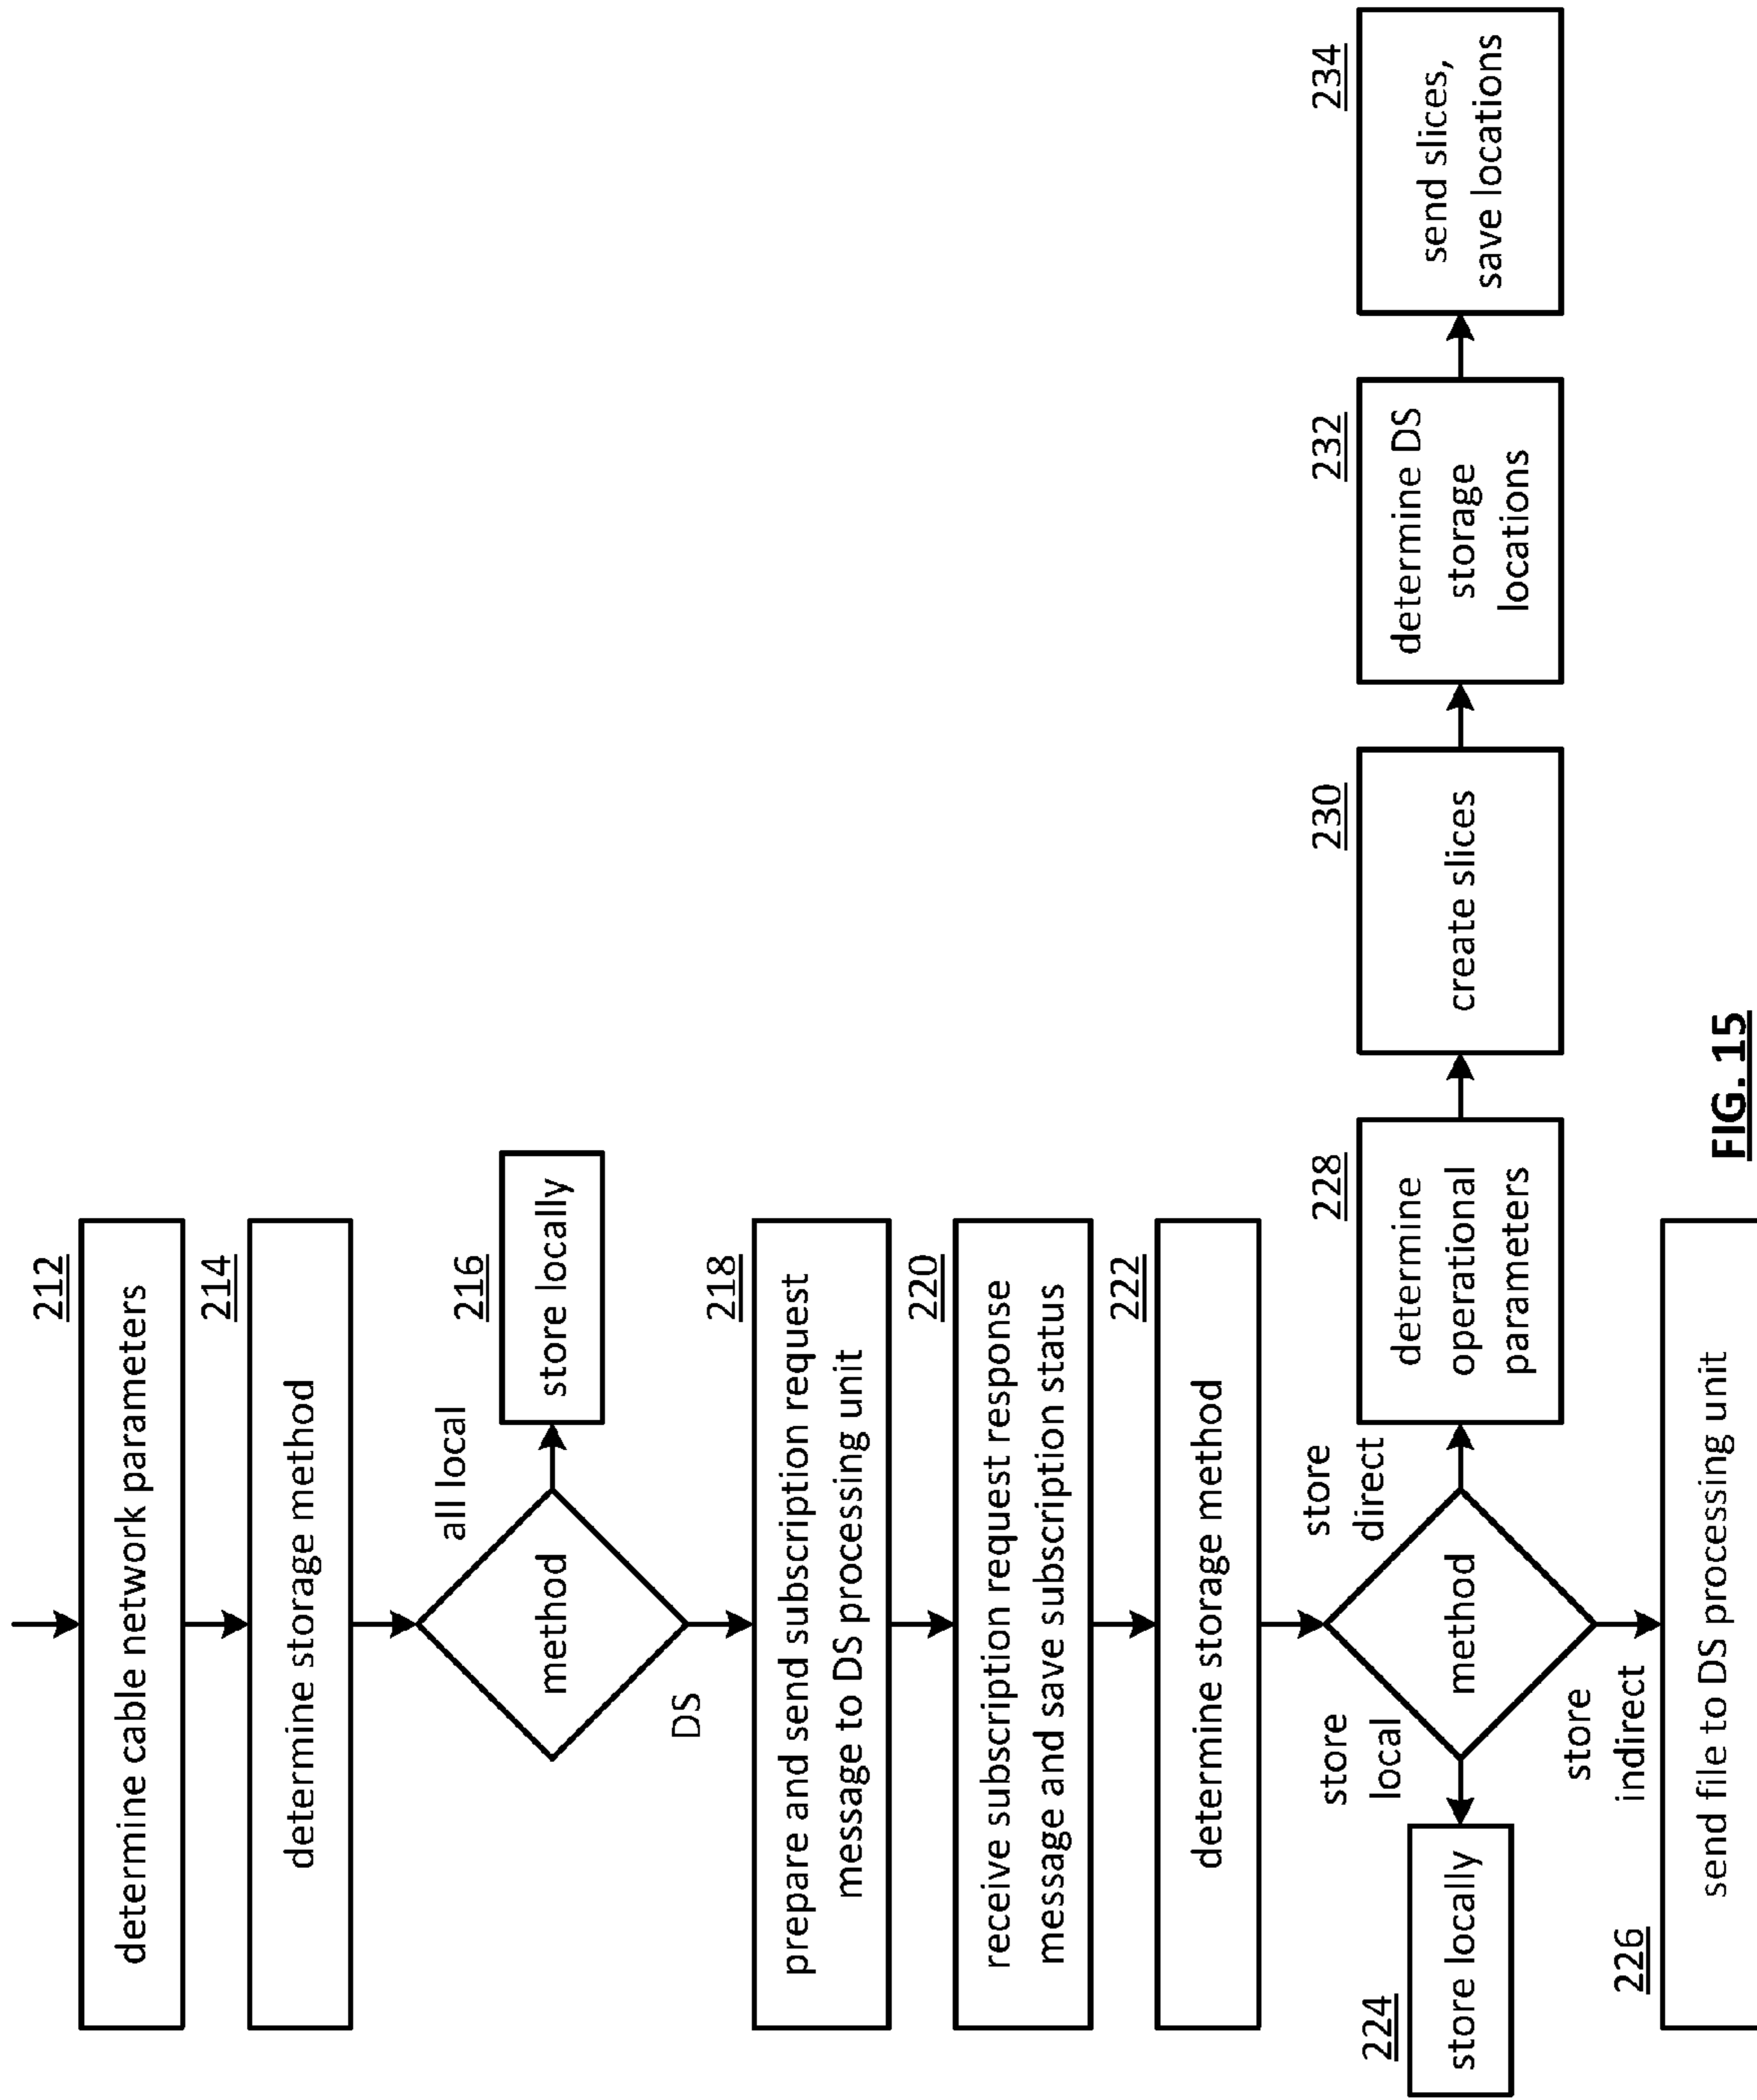 212
determine cable network parameters
214
determine storage method
method
all local
216
store locally
DS
218
prepare and send subscription request
message to DS processing unit
220
receive subscription request response
message and save subscription status
222
determine storage method
method
store
local
224
store locally
store
direct
228
determine
operational
parameters
230
create slices
232
determine DS
storage
locations
234
send slices,
save locations
store
indirect
226
send file to DS processing unit
FIG. 15